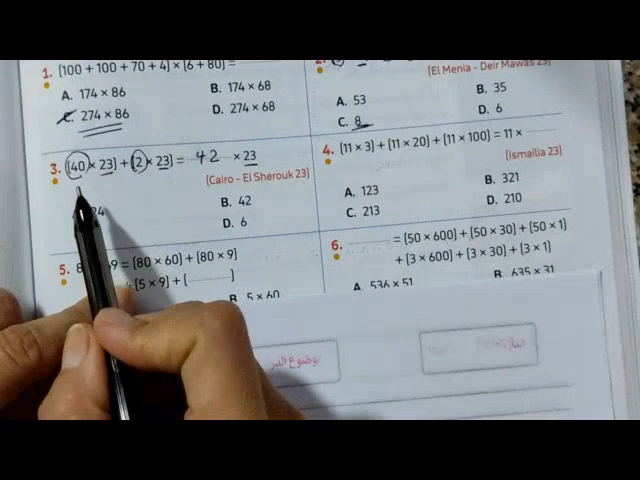 1. (100 + 100 + 70 + 4) × (6 + 80) =
A. 174 × 86
B. 174 × 68
C. 274 × 86
D. 274 × 68
(El Menia - Deir Mawas 23)
A. 53
B. 35
C. 8
D. 6
3. (40 × 23) + (2 × 23) = 42 × 23
(Cairo - El Sherouk 23)
B. 42
D. 6
4. (11 × 3) + (11 × 20) + (11 × 100) = 11 ×
(Ismailia 23)
A. 123
B. 321
C. 213
D. 210
5. 8 9 = (80 × 60) + (80 × 9)
+ (5 × 9) + ( )
B. 5 × 60
6. = (50 × 600) + (50 × 30) + (50 × 1)
+ (3 × 600) + (3 × 30) + (3 × 1)
A. 536 × 51
B. 635 × 31